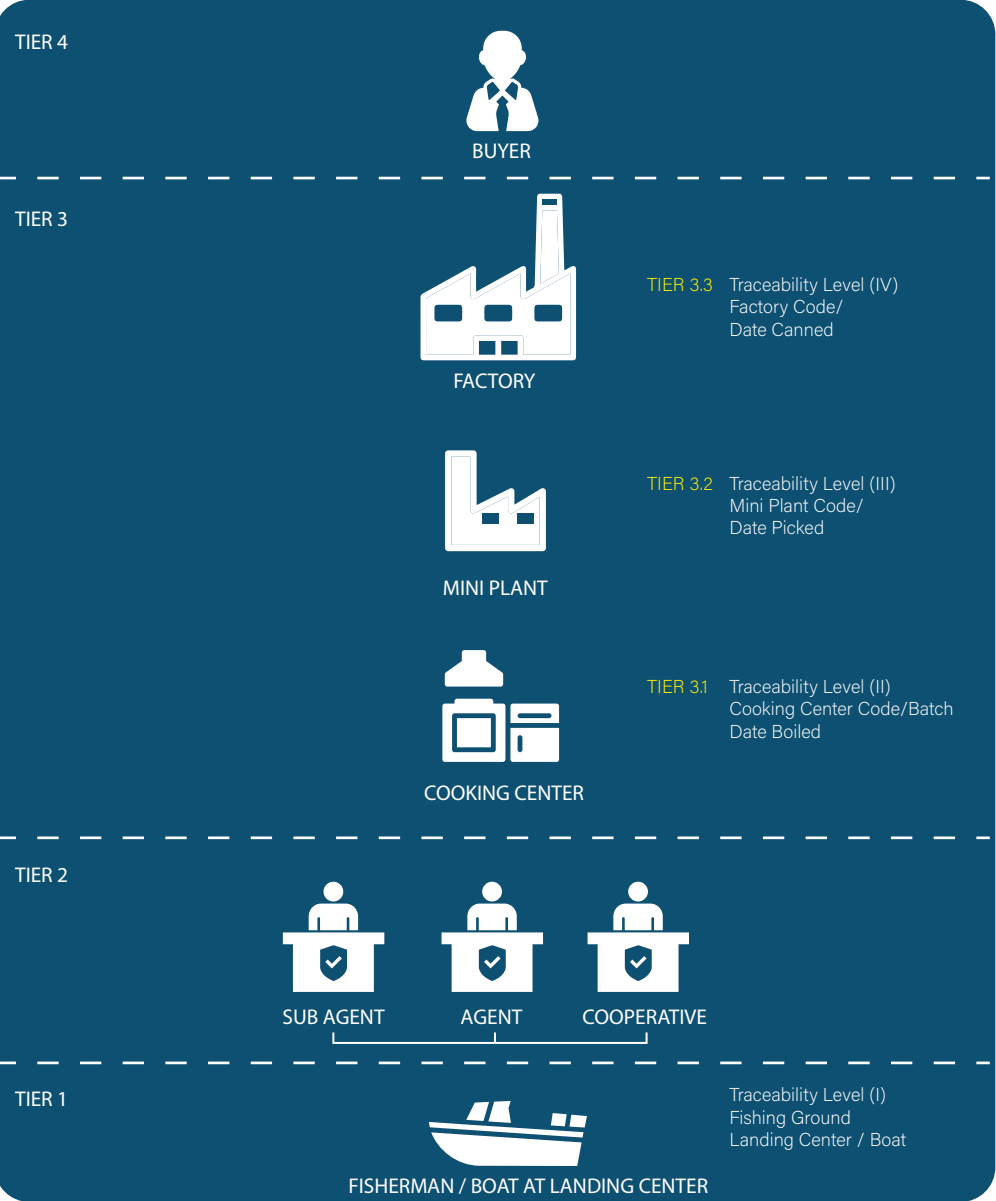 TIER 4
BUYER
TIER 3
FACTORY
TIER 3.3 Traceability Level (IV)
Factory Code/
Date Canned
MINI PLANT
TIER 3.2 Traceability Level (III)
Mini Plant Code/
Date Picked
COOKING CENTER
TIER 3.1 Traceability Level (II)
Cooking Center Code/Batch
Date Boiled
TIER 2
SUB AGENT
AGENT
COOPERATIVE
TIER 1
Traceability Level (I)
Fishing Ground
Landing Center / Boat
FISHERMAN / BOAT AT LANDING CENTER